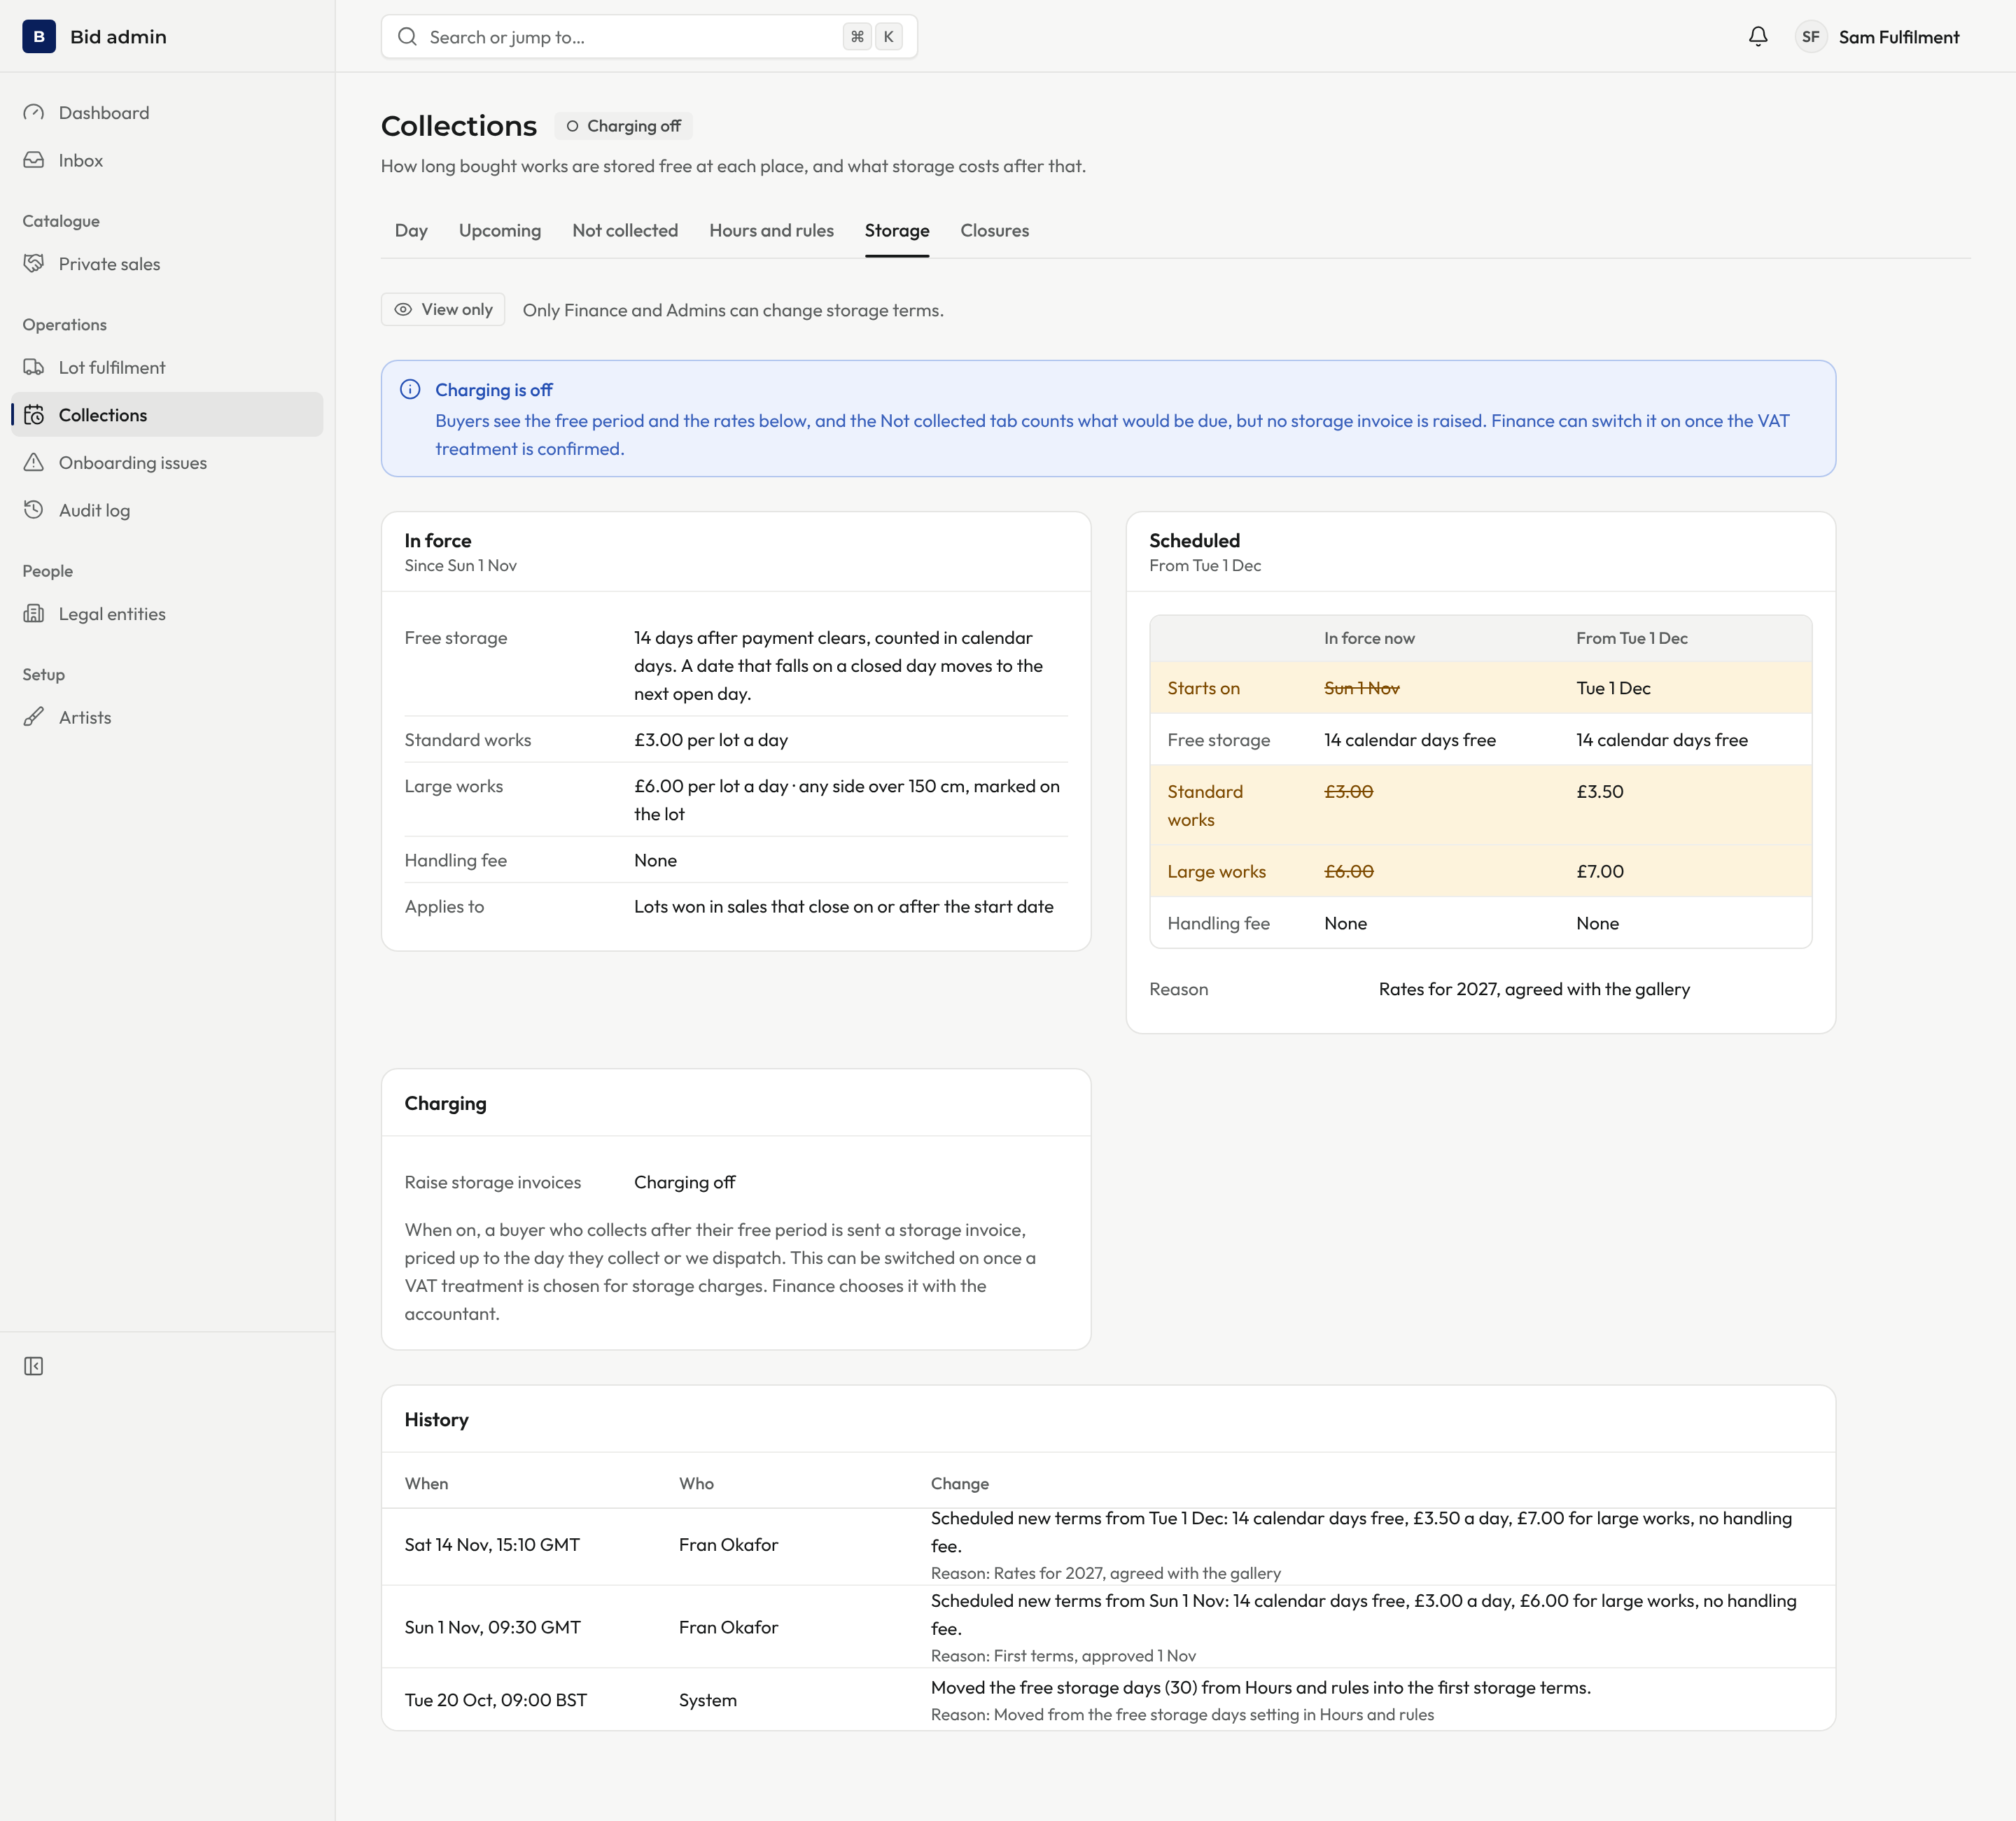 B Bid admin
Search or jump to...
⌘ K
SF Sam Fulfilment
Dashboard
Inbox
Catalogue
Private sales
Operations
Lot fulfilment
Collections
Onboarding issues
Audit log
People
Legal entities
Setup
Artists
Collections Charging off
How long bought works are stored free at each place, and what storage costs after that.
Day Upcoming Not collected Hours and rules Storage Closures
View only Only Finance and Admins can change storage terms.
Charging is off
Buyers see the free period and the rates below, and the Not collected tab counts what would be due, but no storage invoice is raised. Finance can switch it on once the VAT
treatment is confirmed.
In force
Since Sun 1 Nov
Free storage 14 days after payment clears, counted in calendar
days. A date that falls on a closed day moves to the
next open day.
Standard works £3.00 per lot a day
Large works £6.00 per lot a day · any side over 150 cm, marked on
the lot
Handling fee None
Applies to Lots won in sales that close on or after the start date
Scheduled
From Tue 1 Dec
In force now From Tue 1 Dec
Starts on Sun 1 Nov Tue 1 Dec
Free storage 14 calendar days free 14 calendar days free
Standard £3.00 £3.50
works
Large works £6.00 £7.00
Handling fee None None
Reason Rates for 2027, agreed with the gallery
Charging
Raise storage invoices Charging off
When on, a buyer who collects after their free period is sent a storage invoice,
priced up to the day they collect or we dispatch. This can be switched on once a
VAT treatment is chosen for storage charges. Finance chooses it with the
accountant.
History
When Who Change
Sat 14 Nov, 15:10 GMT Fran Okafor Scheduled new terms from Tue 1 Dec: 14 calendar days free, £3.50 a day, £7.00 for large works, no handling
fee.
Reason: Rates for 2027, agreed with the gallery
Sun 1 Nov, 09:30 GMT Fran Okafor Scheduled new terms from Sun 1 Nov: 14 calendar days free, £3.00 a day, £6.00 for large works, no handling
fee.
Reason: First terms, approved 1 Nov
Tue 20 Oct, 09:00 BST System Moved the free storage days (30) from Hours and rules into the first storage terms.
Reason: Moved from the free storage days setting in Hours and rules